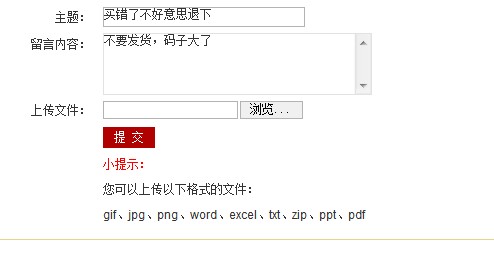 主题: 买错了不好意思退下
留言内容: 不要发货，码子大了
上传文件: 浏览...
提 交
小提示:
您可以上传以下格式的文件:
gif、jpg、png、word、excel、txt、zip、ppt、pdf